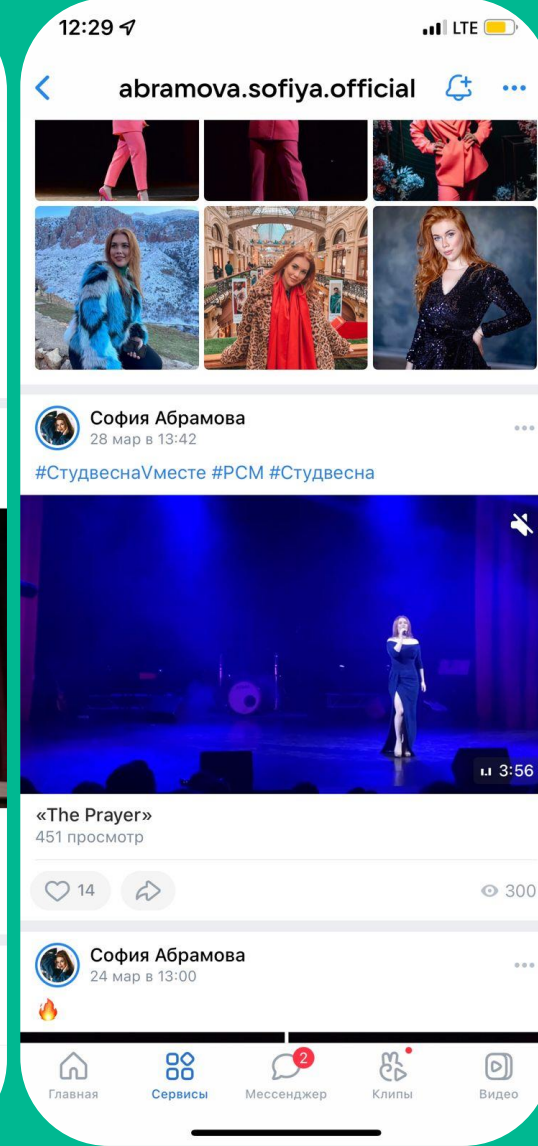 12:29
LTE
abramova.sofiya.official
София Абрамова
28 мар в 13:42
#СтудвеснаVместе #РСМ #Студвесна
3:56
«The Prayer»
451 просмотр
14
300
София Абрамова
24 мар в 13:00
2
Главная
Сервисы
Мессенджер
Клипы
Видео